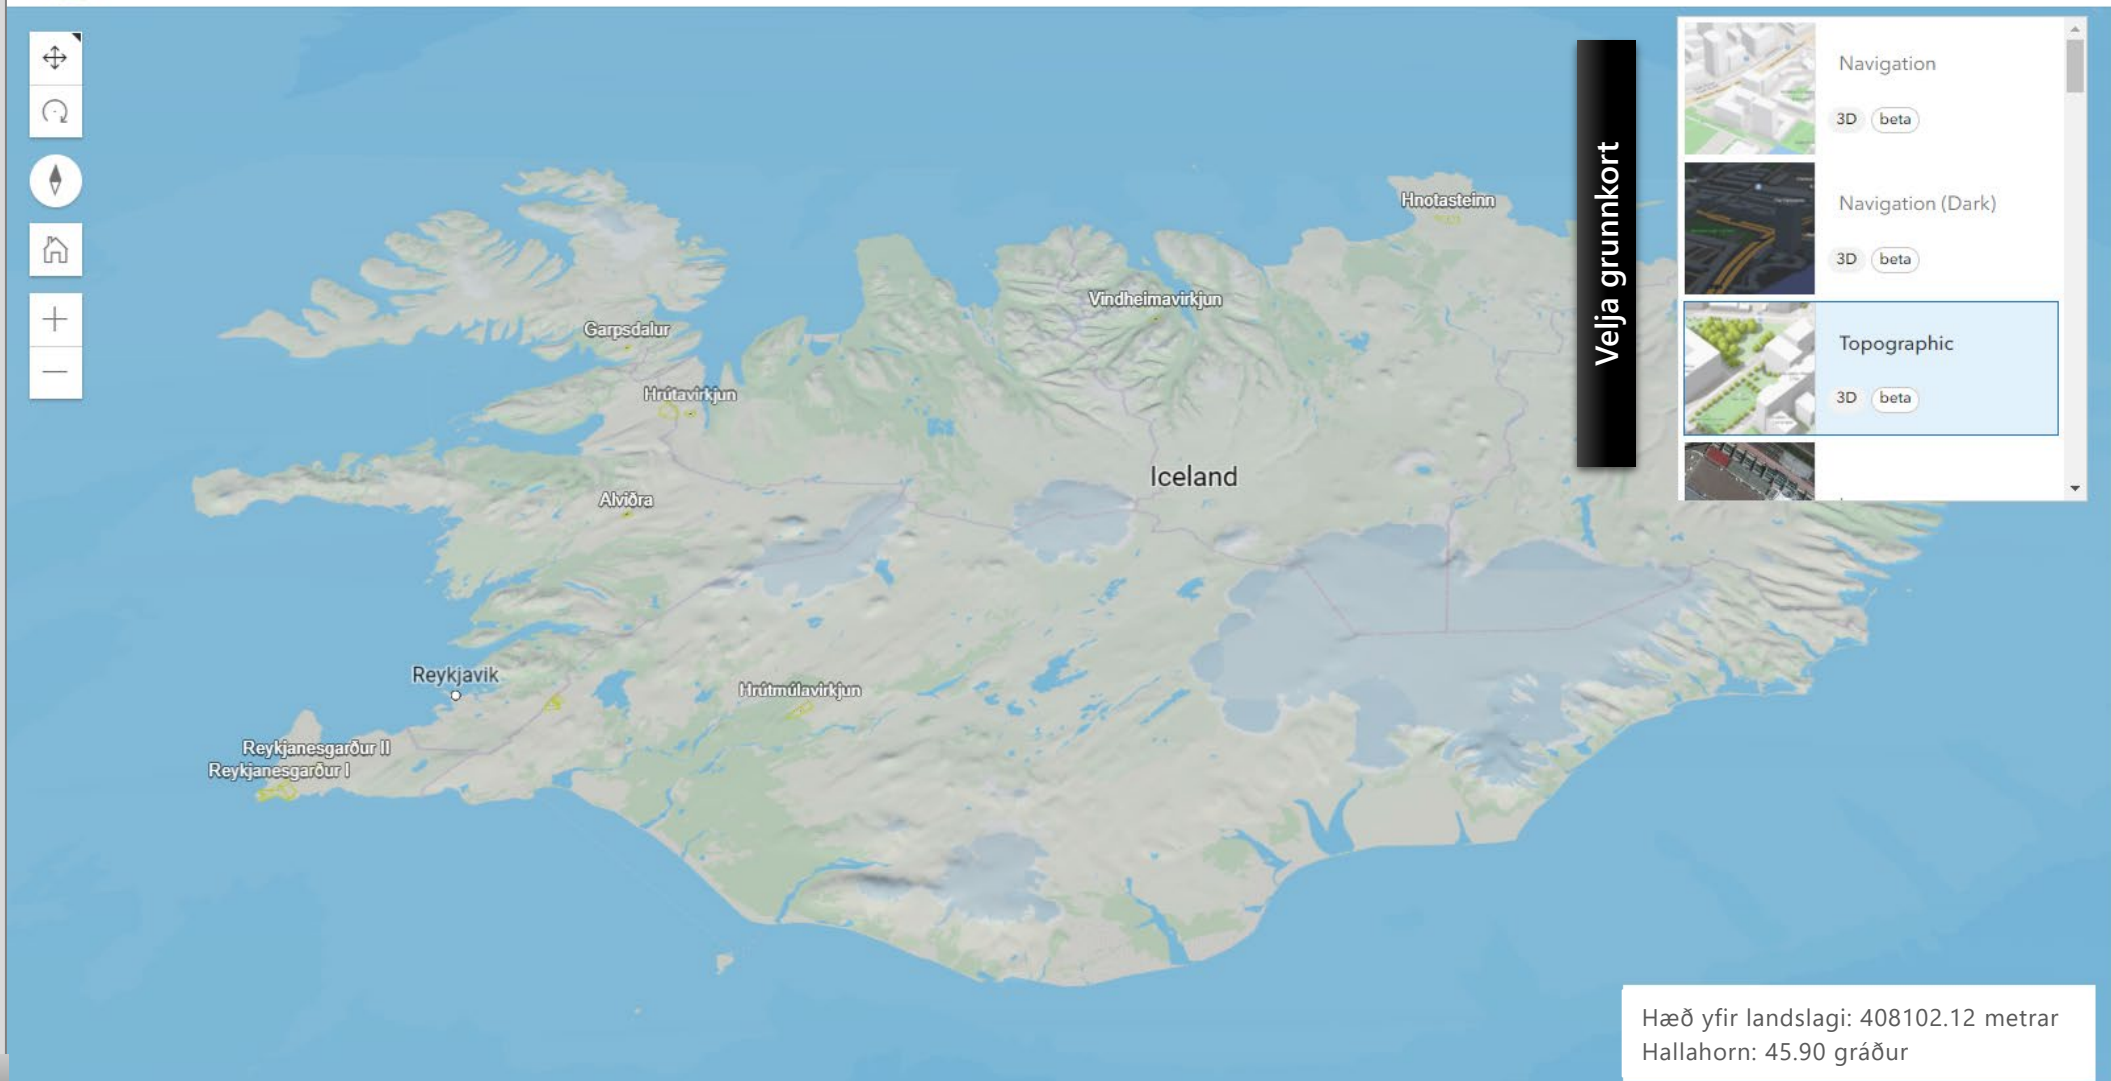 Navigation
3D beta
Navigation (Dark)
3D beta
Topographic
3D beta
Velja grunnkort
Hnotasteinn
Vindheimavirkjun
Garpsdalur
Hrútavirkjun
Iceland
Alviðra
Reykjavik
Hrútmúlavirkjun
Reykjanesgarður II
Reykjanesgarður I
Hæð yfir landslagi: 408102.12 metrar
Hallahorn: 45.90 gráður